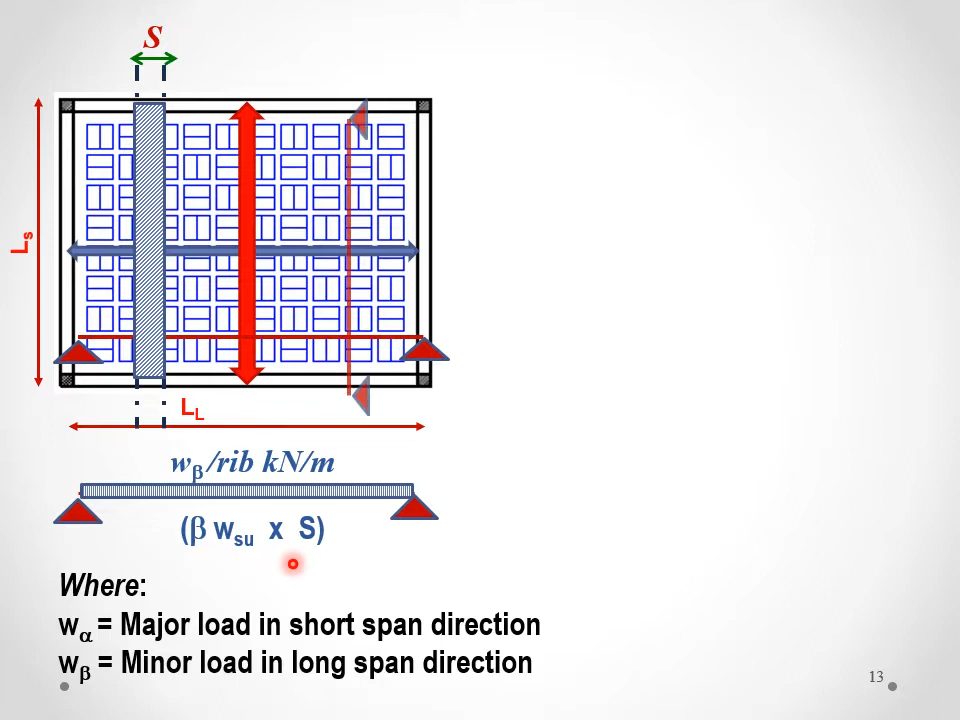 S
Ls
LL
wβ /rib kN/m
(β wsu x S)
Where:
wα = Major load in short span direction
wβ = Minor load in long span direction
13